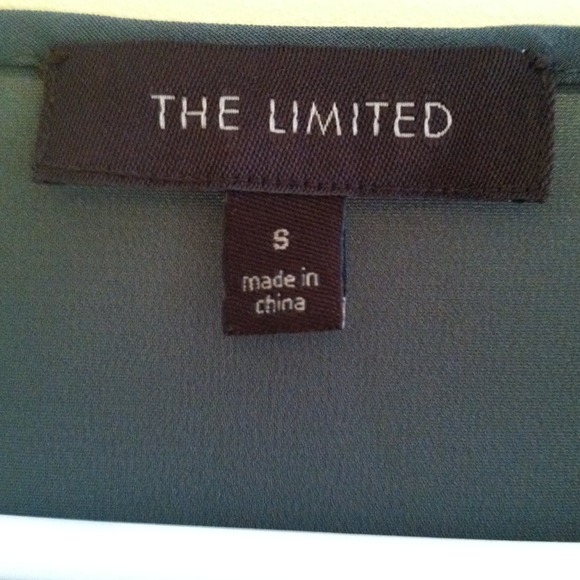 THE LIMITED
S
made in
china